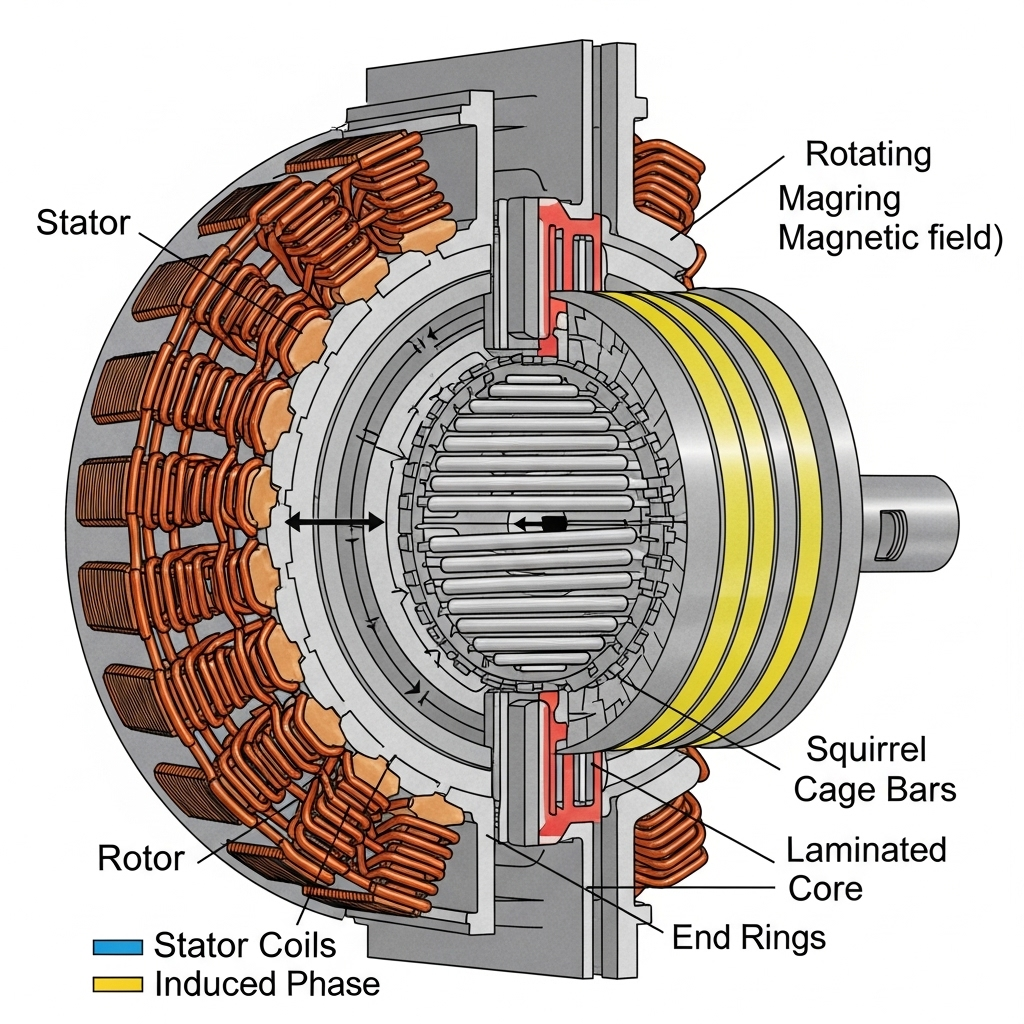 Rotating
Magring
Magnetic field)
Stator
Squirrel
Cage Bars
Laminated
Core
Rotor
End Rings
Stator Coils
Induced Phase